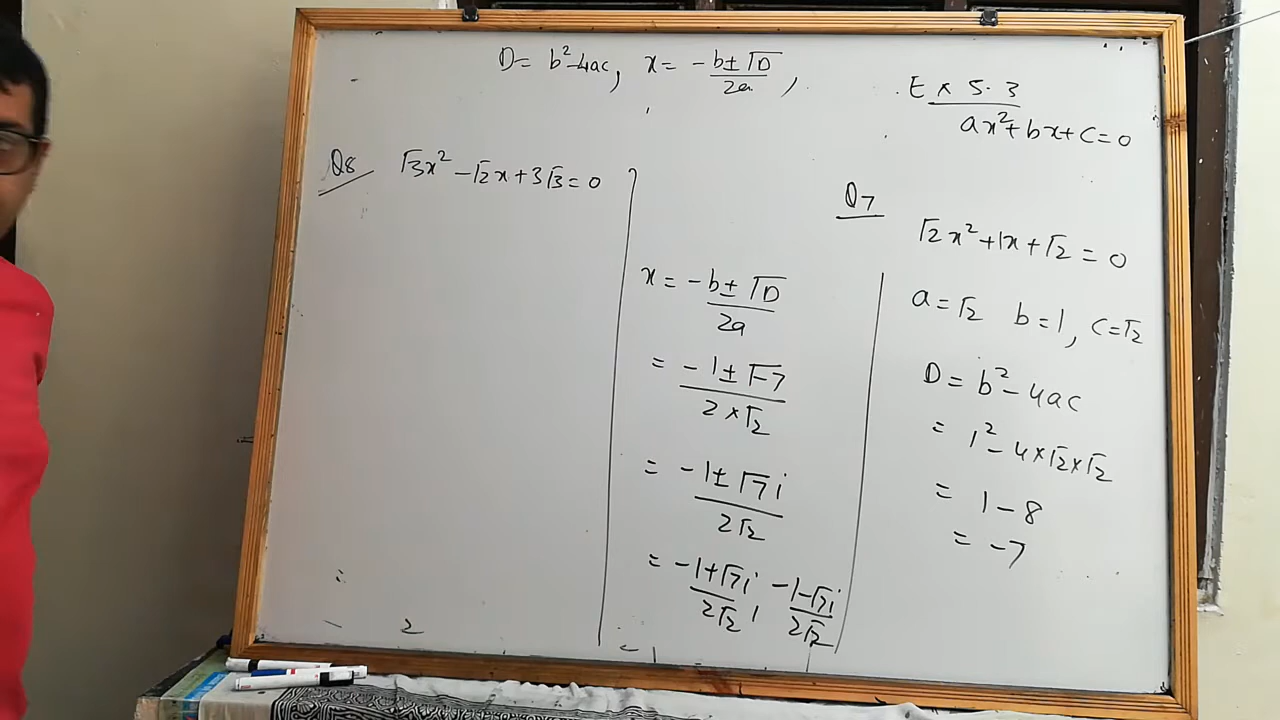 D = b² - 4ac, x = -b ± √D / 2a,
Ex 5.3
ax² + bx + c = 0
Q8 √3x² - √2x + 3√3 = 0
Q7
√2x² + 1x + √2 = 0
a = √2 b = 1, c = √2
D = b² - 4ac
= 1² - 4×√2×√2
= 1 - 8
= -7
x = -b ± √D / 2a
= -1 ± √-7 / 2×√2
= -1 ± √7i / 2√2
= -1+√7i / 2√2, -1-√7i / 2√2